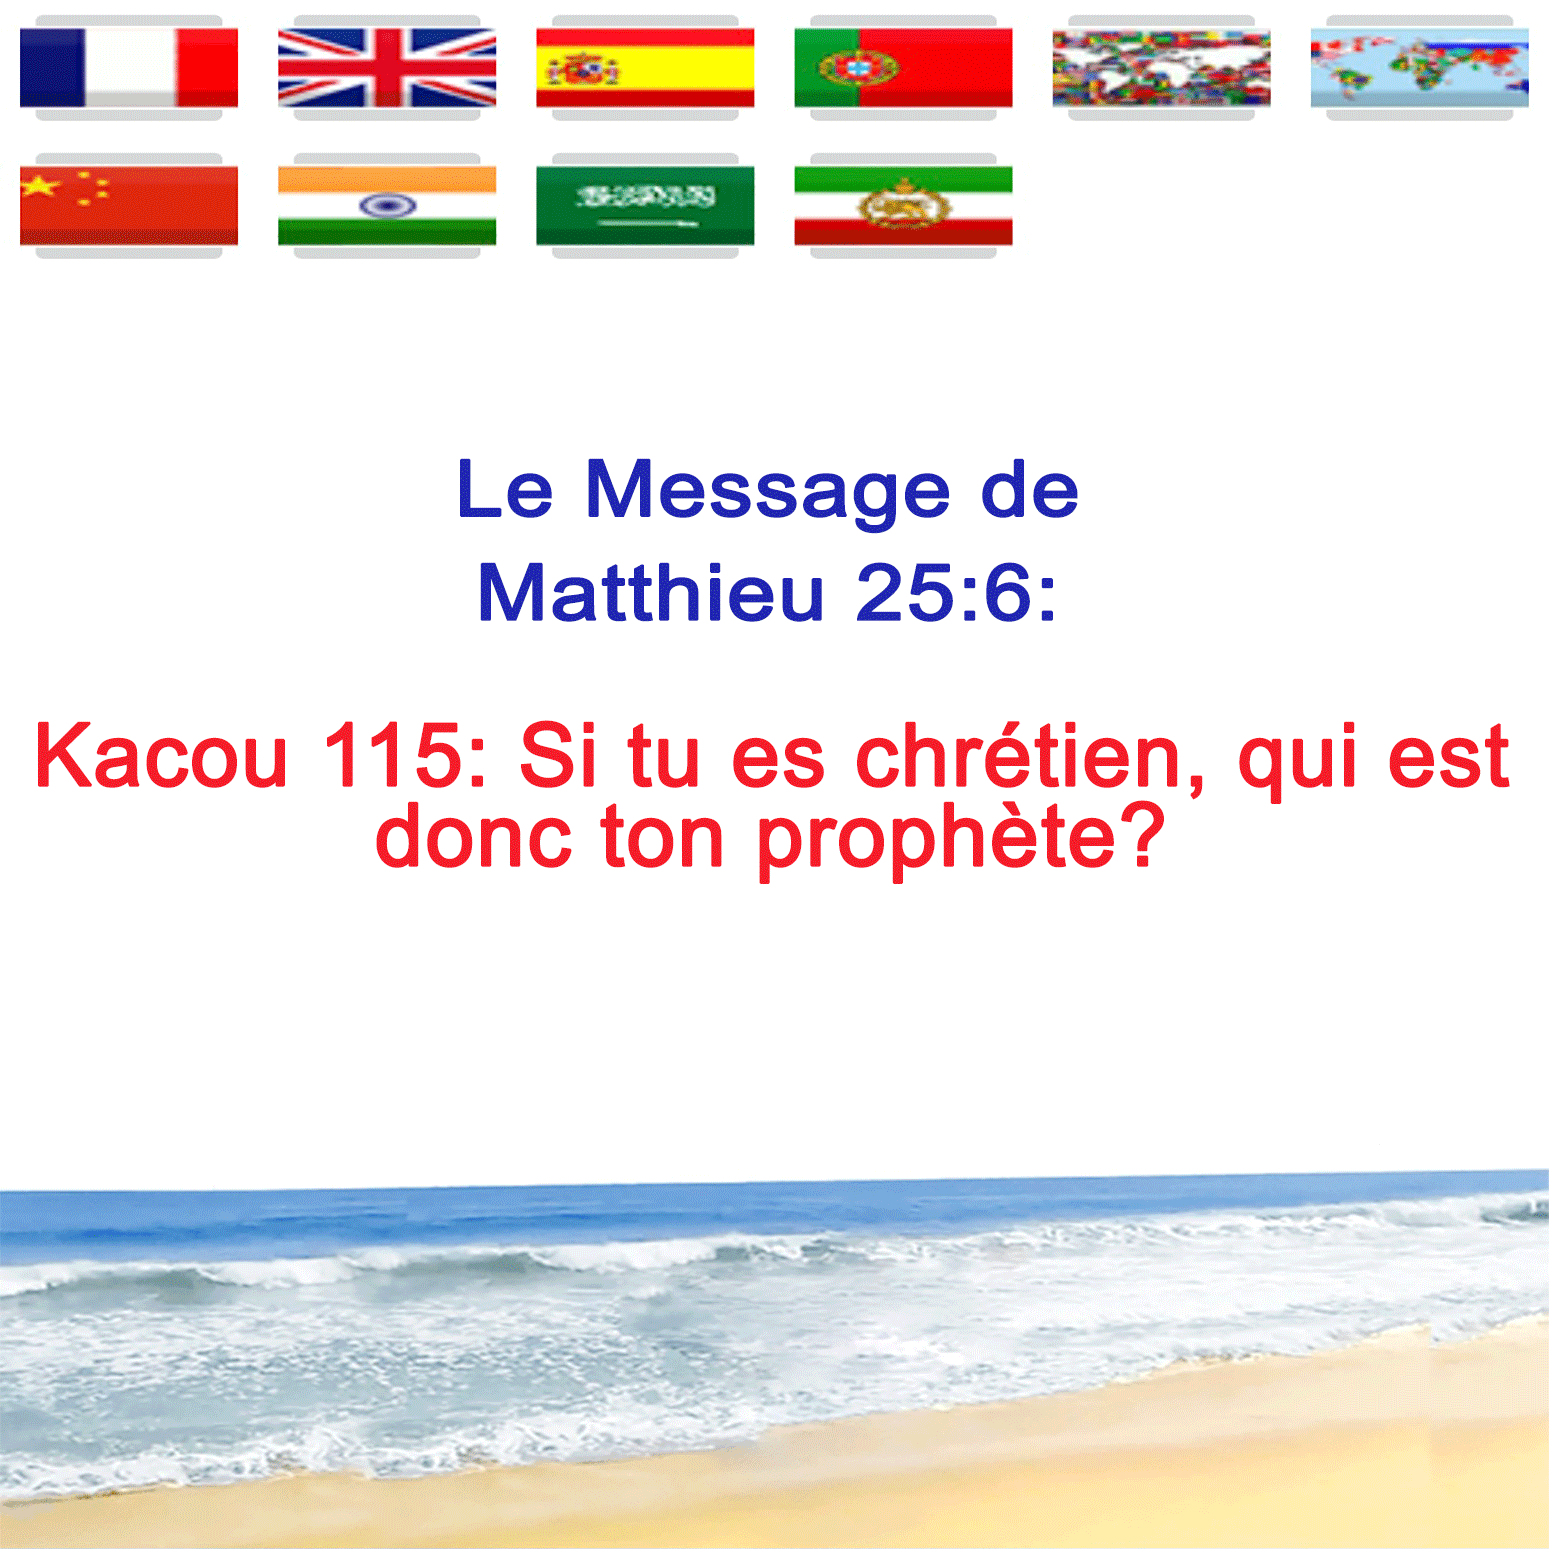 Le Message de
Matthieu 25:6:
Kacou 115: Si tu es chrétien, qui est
donc ton prophète?